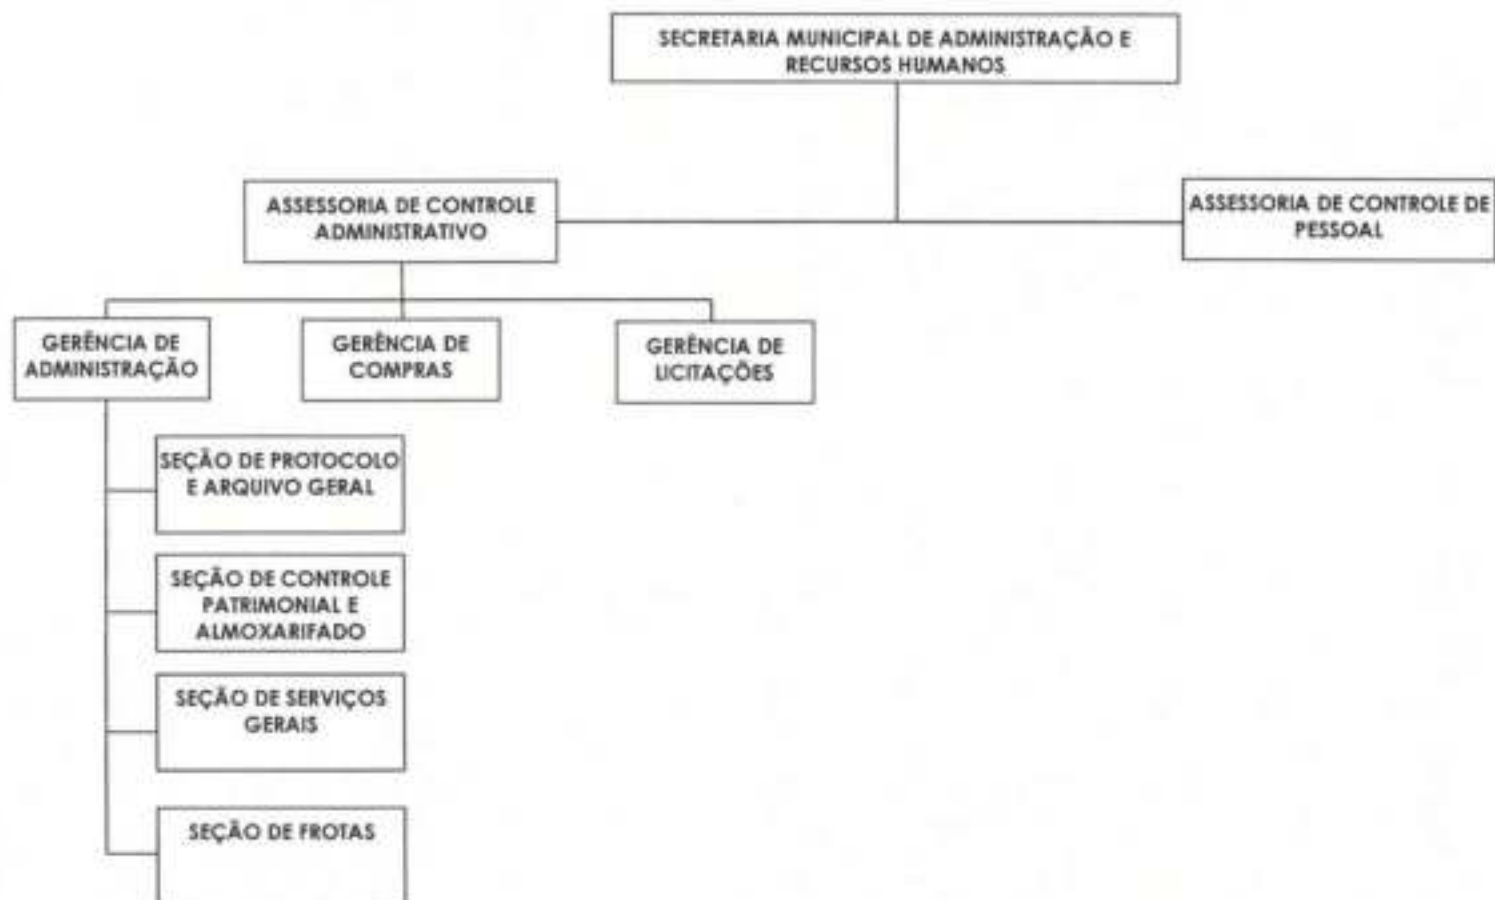 SECRETARIA MUNICIPAL DE ADMINISTRAÇÃO E
RECURSOS HUMANOS
ASSESSORIA DE CONTROLE
ADMINISTRATIVO
ASSESSORIA DE CONTROLE DE
PESSOAL
GERÊNCIA DE
ADMINISTRAÇÃO
GERÊNCIA DE
COMPRAS
GERÊNCIA DE
LICITAÇÕES
SEÇÃO DE PROTOCOLO
E ARQUIVO GERAL
SEÇÃO DE CONTROLE
PATRIMONIAL E
ALMOXARIFADO
SEÇÃO DE SERVIÇOS
GERAIS
SEÇÃO DE FROTAS